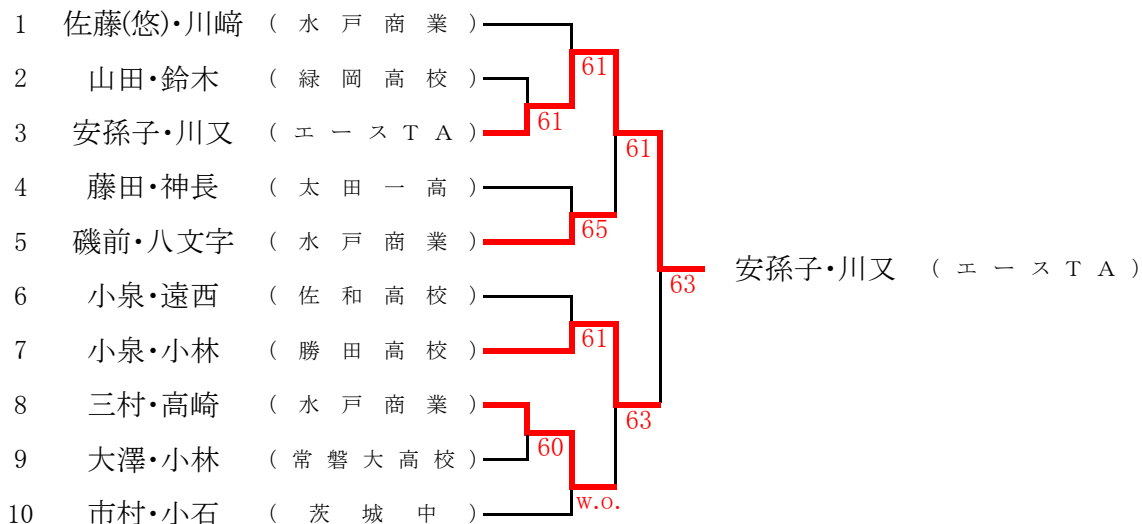 1 佐藤(悠)・川﨑 ( 水 戸 商 業 )
61
2 山田・鈴木 ( 緑 岡 高 校 )
61
3 安孫子・川又 ( エ ー ス T A )
61
4 藤田・神長 ( 太 田 一 高 )
65
5 磯前・八文字 ( 水 戸 商 業 )
安孫子・川又 ( エ ー ス T A )
63
6 小泉・遠西 ( 佐 和 高 校 )
61
7 小泉・小林 ( 勝 田 高 校 )
8 三村・高崎 ( 水 戸 商 業 )
63
60
9 大澤・小林 ( 常 磐 大 高 校 )
w.o.
10 市村・小石 ( 茨 城 中 )